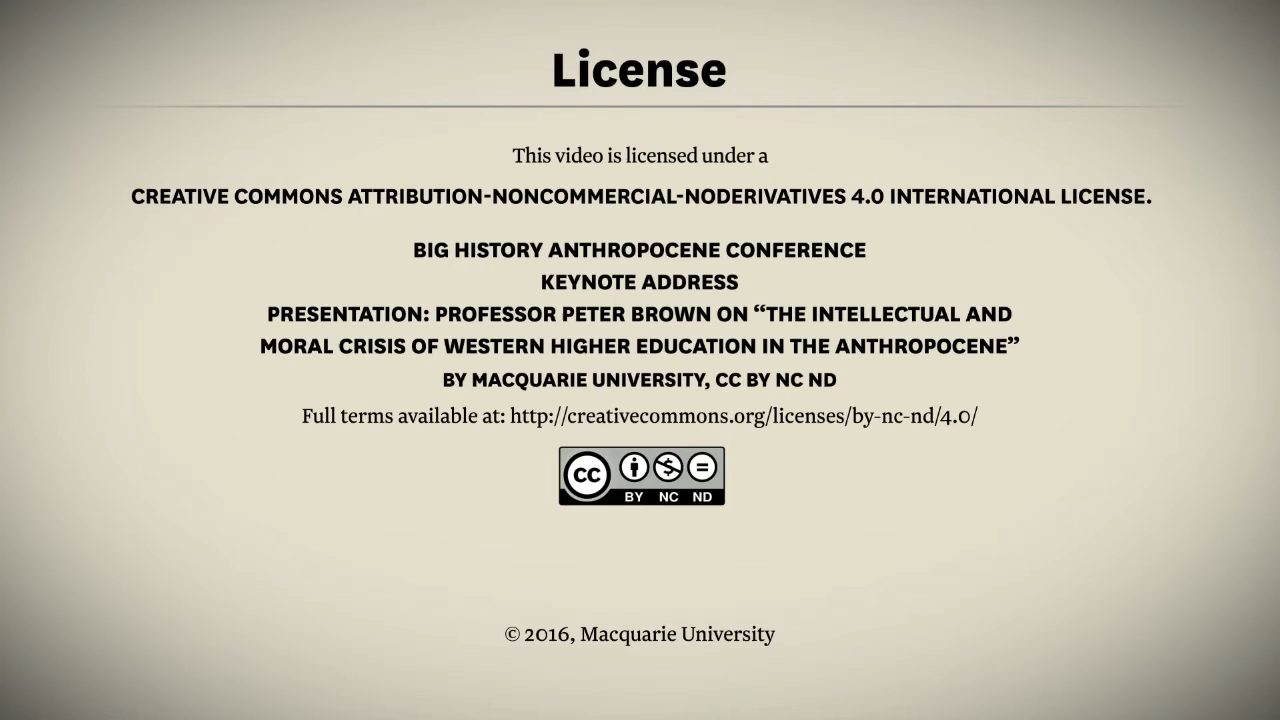 License
This video is licensed under a
CREATIVE COMMONS ATTRIBUTION-NONCOMMERCIAL-NODERIVATIVES 4.0 INTERNATIONAL LICENSE.
BIG HISTORY ANTHROPOCENE CONFERENCE
KEYNOTE ADDRESS
PRESENTATION: PROFESSOR PETER BROWN ON “THE INTELLECTUAL AND
MORAL CRISIS OF WESTERN HIGHER EDUCATION IN THE ANTHROPOCENE”
BY MACQUARIE UNIVERSITY, CC BY NC ND
Full terms available at: http://creativecommons.org/licenses/by-nc-nd/4.0/
CC
BY NC ND
© 2016, Macquarie University